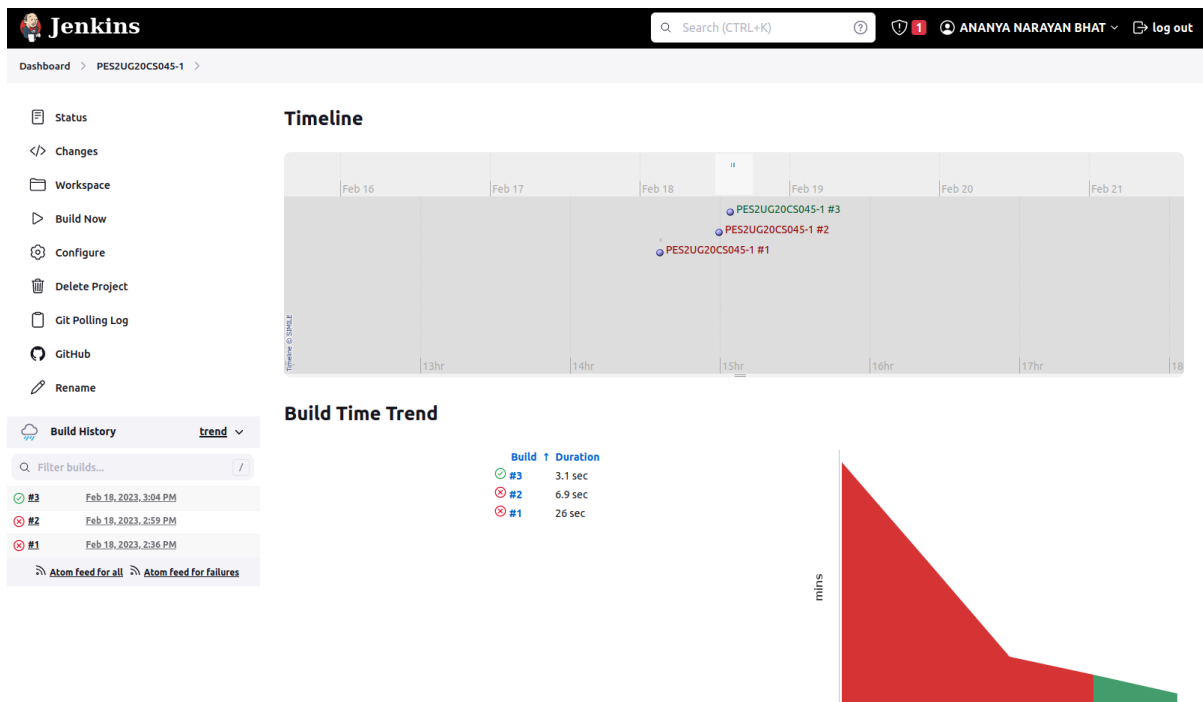 Jenkins
Search (CTRL+K)
1
ANANYA NARAYAN BHAT
log out
Dashboard
PES2UG20CS045-1
Status
Changes
Workspace
Build Now
Configure
Delete Project
Git Polling Log
GitHub
Rename
Build History trend
Filter builds... /
#3 Feb 18, 2023, 3:04 PM
#2 Feb 18, 2023, 2:59 PM
#1 Feb 18, 2023, 2:36 PM
Atom feed for all Atom feed for failures
Timeline
Feb 16 Feb 17 Feb 18 Feb 19 Feb 20 Feb 21
PES2UG20CS045-1 #3
PES2UG20CS045-1 #2
PES2UG20CS045-1 #1
Timeline © SIMILE
13hr 14hr 15hr 16hr 17hr 18
Build Time Trend
Build ↑ Duration
#3 3.1 sec
#2 6.9 sec
#1 26 sec
mins